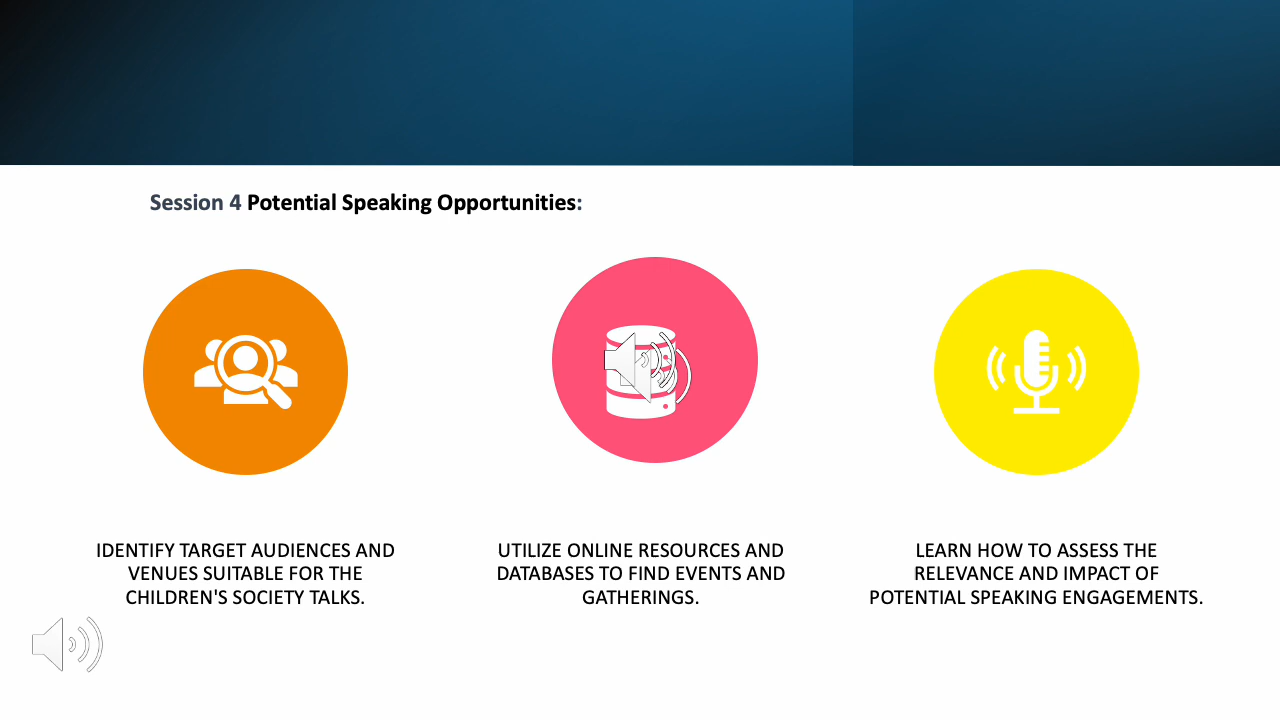 Session 4 Potential Speaking Opportunities:
IDENTIFY TARGET AUDIENCES AND
VENUES SUITABLE FOR THE
CHILDREN'S SOCIETY TALKS.
UTILIZE ONLINE RESOURCES AND
DATABASES TO FIND EVENTS AND
GATHERINGS.
LEARN HOW TO ASSESS THE
RELEVANCE AND IMPACT OF
POTENTIAL SPEAKING ENGAGEMENTS.